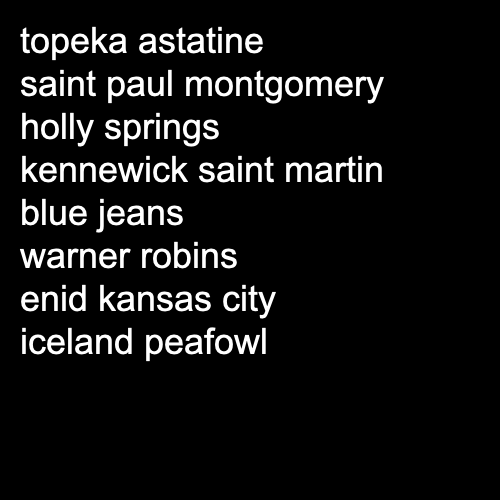 topeka astatine
saint paul montgomery
holly springs
kennewick saint martin
blue jeans
warner robins
enid kansas city
iceland peafowl